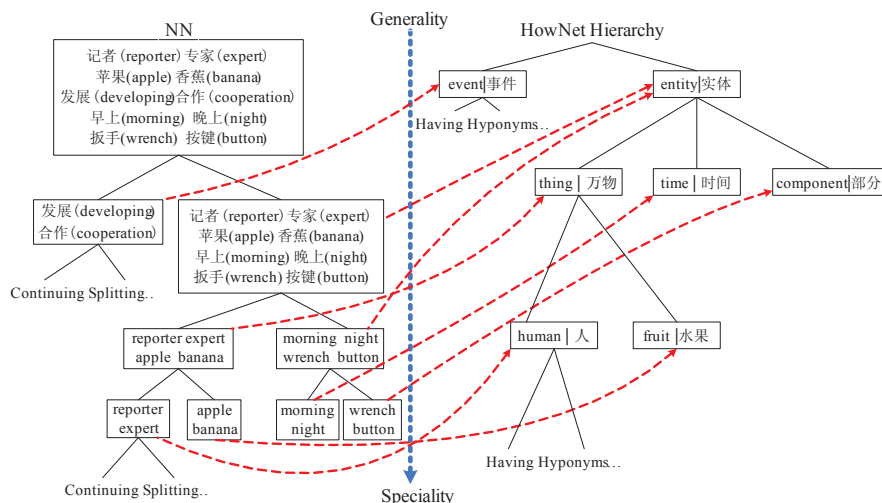 Generality
NN
记者(reporter)专家(expert)
苹果(apple)香蕉(banana)
发展(developing)合作(cooperation)
早上(morning) 晚上(night)
扳手(wrench) 按键(button)
HowNet Hierarchy
event|事件
entity|实体
Having Hyponyms..
thing | 万物
time | 时间
component|部分
发展(developing)
合作(cooperation)
记者(reporter)专家(expert)
苹果(apple)香蕉(banana)
早上(morning) 晚上(night)
扳手(wrench) 按键(button)
Continuing Splitting..
reporter expert
apple banana
morning night
wrench button
human | 人
fruit |水果
reporter
expert
apple
banana
morning
night
wrench
button
Having Hyponyms...
Continuing Splitting..
Speciality